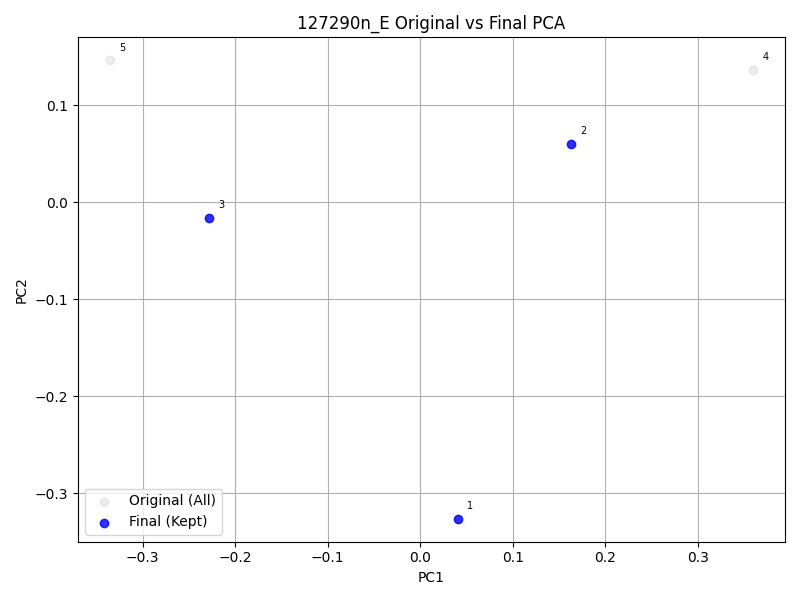 127290n_E Original vs Final PCA
5
4
0.1
2
0.0
3
PC2
−0.1
−0.2
−0.3
1
Original (All)
Final (Kept)
−0.3 −0.2 −0.1 0.0 0.1 0.2 0.3
PC1